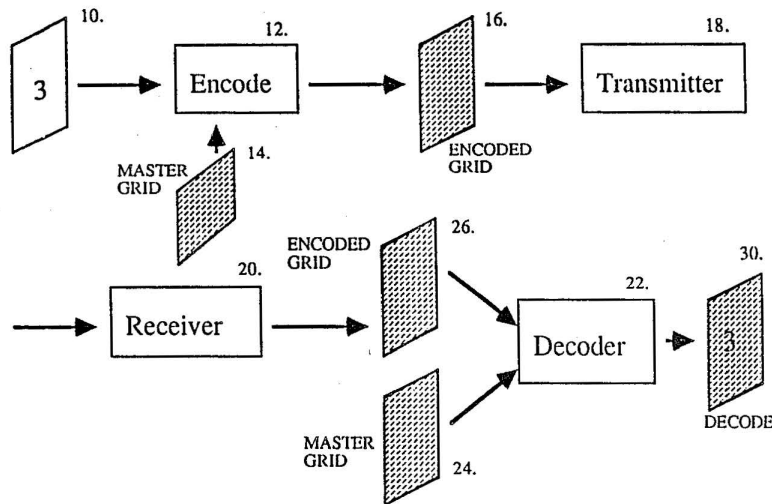 10.
3
12.
Encode
16.
ENCODED
GRID
18.
Transmitter
MASTER
GRID
14.
20.
Receiver
ENCODED
GRID
26.
22.
Decoder
30.
3
DECODE
MASTER
GRID
24.